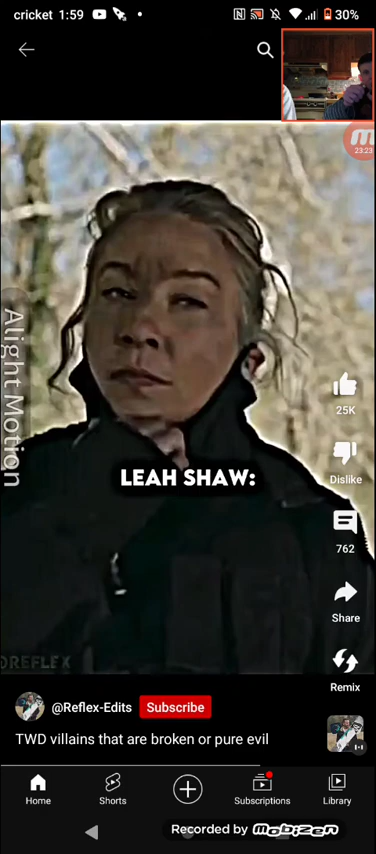 cricket 1:59
30%
23:23
Alight Motion
25K
LEAH SHAW:
Dislike
762
Share
DREFLEX
Remix
@Reflex-Edits Subscribe
TWD villains that are broken or pure evil
Home Shorts Subscriptions Library
Recorded by Mobizen